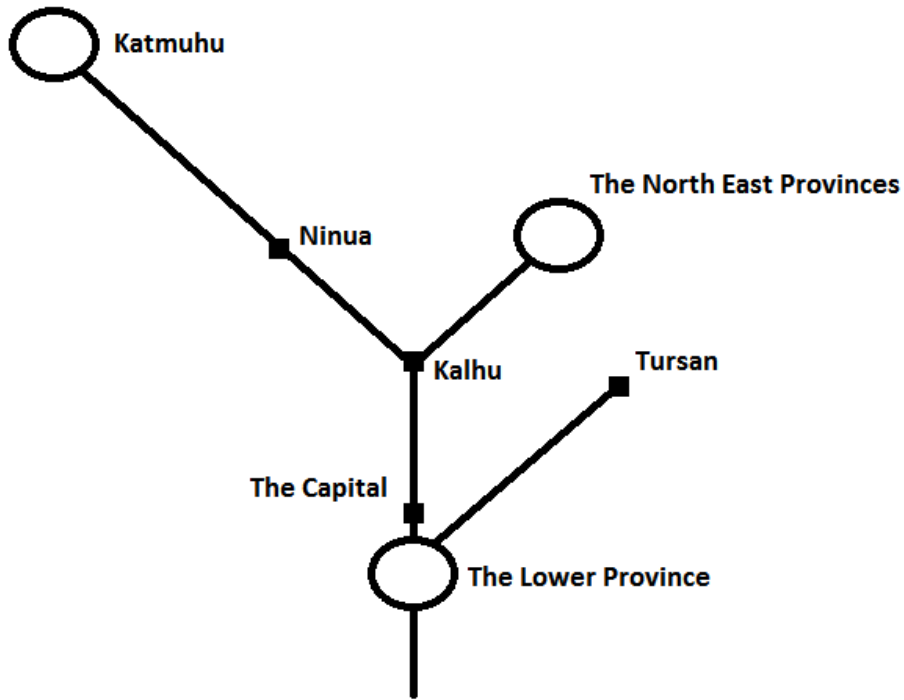 Katmuhu
The North East Provinces
Ninua
Kalhu
Tursan
The Capital
The Lower Province